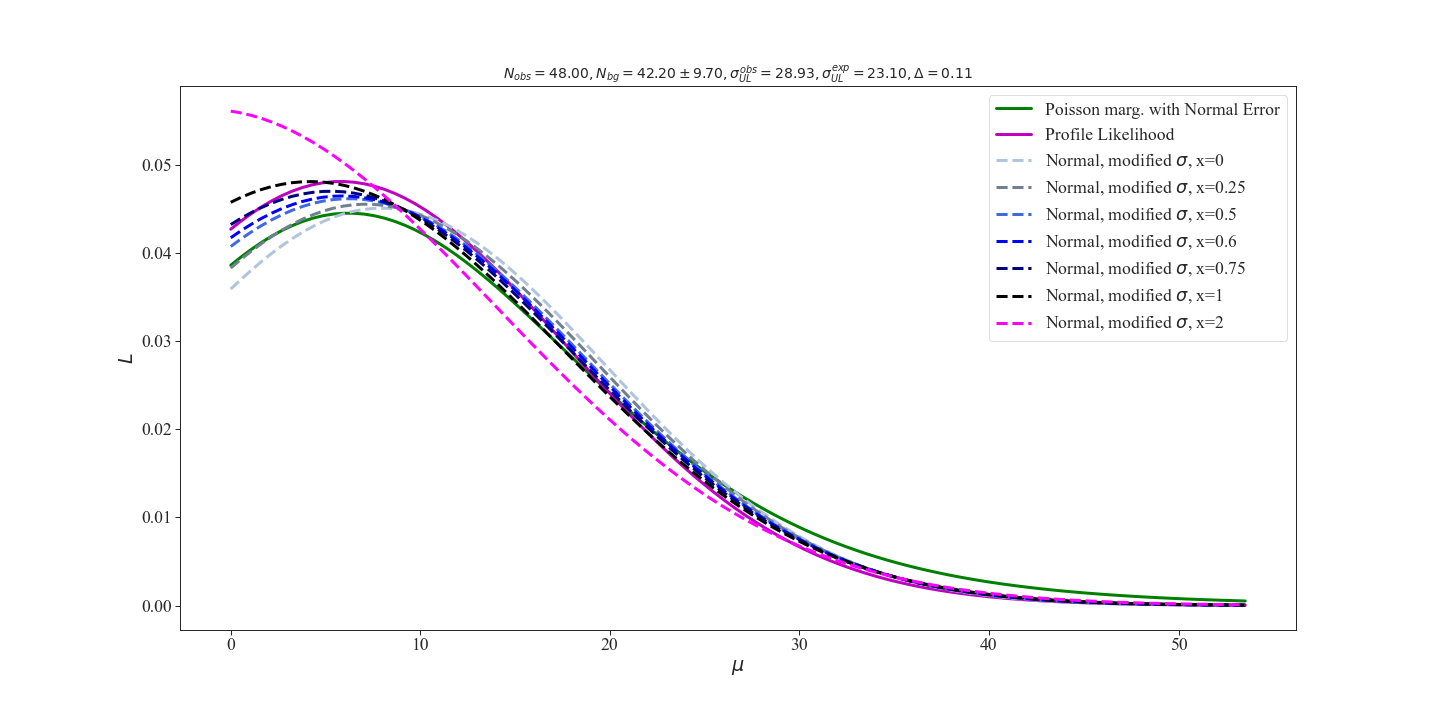 N_obs = 48.00, N_bg = 42.20 ± 9.70, σ_UL^obs = 28.93, σ_UL^exp = 23.10, Δ = 0.11
Poisson marg. with Normal Error
Profile Likelihood
Normal, modified σ, x=0
Normal, modified σ, x=0.25
Normal, modified σ, x=0.5
Normal, modified σ, x=0.6
Normal, modified σ, x=0.75
Normal, modified σ, x=1
Normal, modified σ, x=2
0.05
0.04
0.03
0.02
0.01
0.00
L
0 10 20 30 40 50
μ